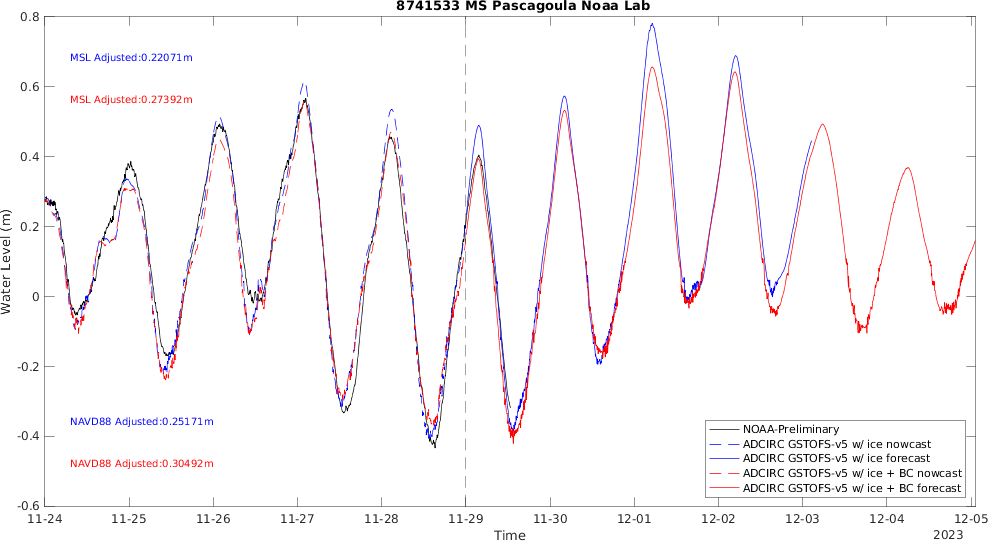 8741533 MS Pascagoula Noaa Lab
0.8
0.6
0.4
0.2
0
-0.2
-0.4
-0.6
Water Level (m)
MSL Adjusted:0.22071m
MSL Adjusted:0.27392m
NAVD88 Adjusted:0.25171m
NAVD88 Adjusted:0.30492m
NOAA-Preliminary
ADCIRC GSTOFS-v5 w/ ice nowcast
ADCIRC GSTOFS-v5 w/ ice forecast
ADCIRC GSTOFS-v5 w/ ice + BC nowcast
ADCIRC GSTOFS-v5 w/ ice + BC forecast
11-24 11-25 11-26 11-27 11-28 11-29 11-30 12-01 12-02 12-03 12-04 12-05
Time
2023